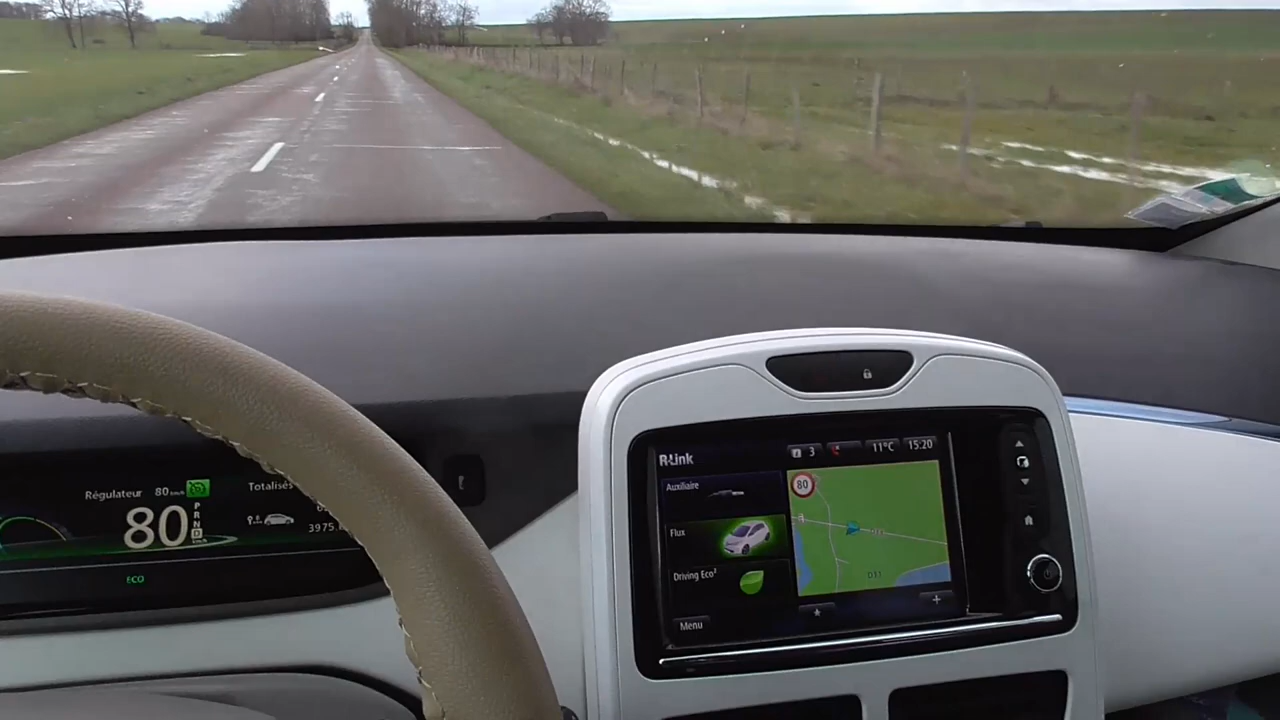 R-Link
3
11°C
15:20
Auxiliaire
80
Flux
Driving Eco²
D11
Menu
Régulateur 80 km/h
Totalisés
80
P
R
N
D
km/h
3975
ECO